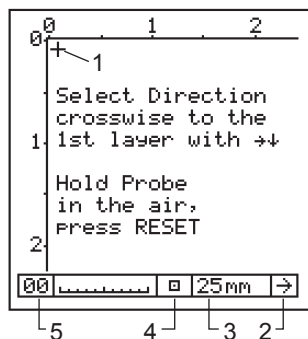 0 1 2
0
1
Select Direction
crosswise to the
1 1st layer with →↓
Hold Probe
in the air,
press RESET
2
00 25mm →
5 4 3 2